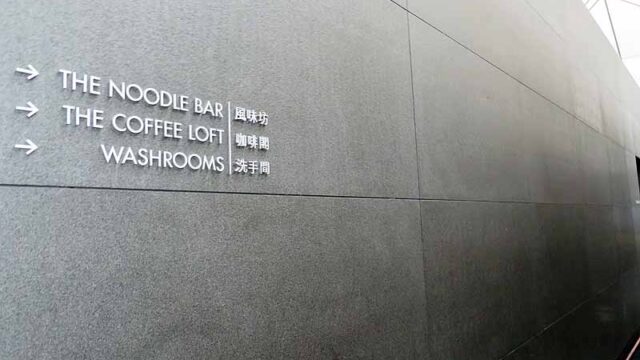 → THE NOODLE BAR | 風味坊
→ THE COFFEE LOFT | 咖啡閣
→ WASHROOMS | 洗手間